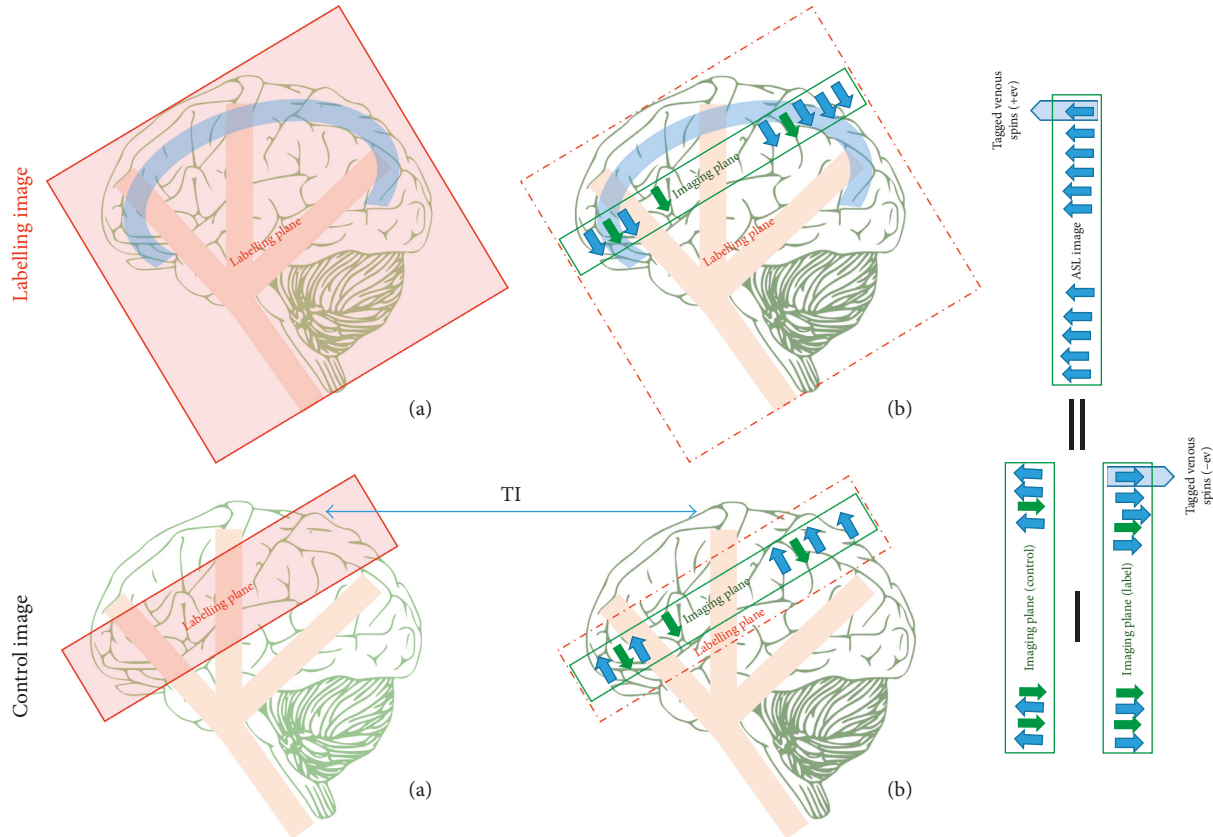 Labelling image
Labelling plane
(a)
Imaging plane
Labelling plane
(b)
Tagged venous
spins (+ev)
ASL image
Control image
Labelling plane
(a)
TI
Imaging plane
Labelling plane
(b)
Imaging plane (control)
Imaging plane (label)
Tagged venous
spins (−ev)